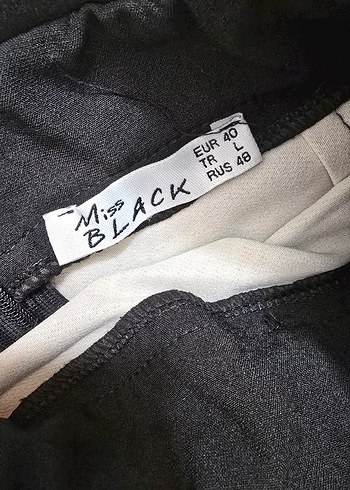 Miss
BLACK
EUR 40
TR L
RUS 48